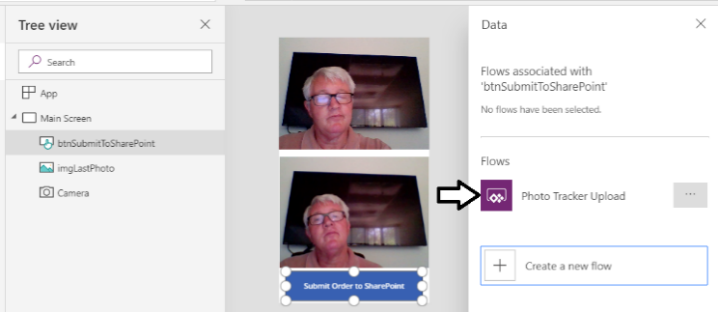 Tree view
Search
App
Main Screen
btnSubmitToSharePoint
imgLastPhoto
Camera
Submit Order to SharePoint
Data
Flows associated with
'btnSubmitToSharePoint'
No flows have been selected.
Flows
Photo Tracker Upload
Create a new flow